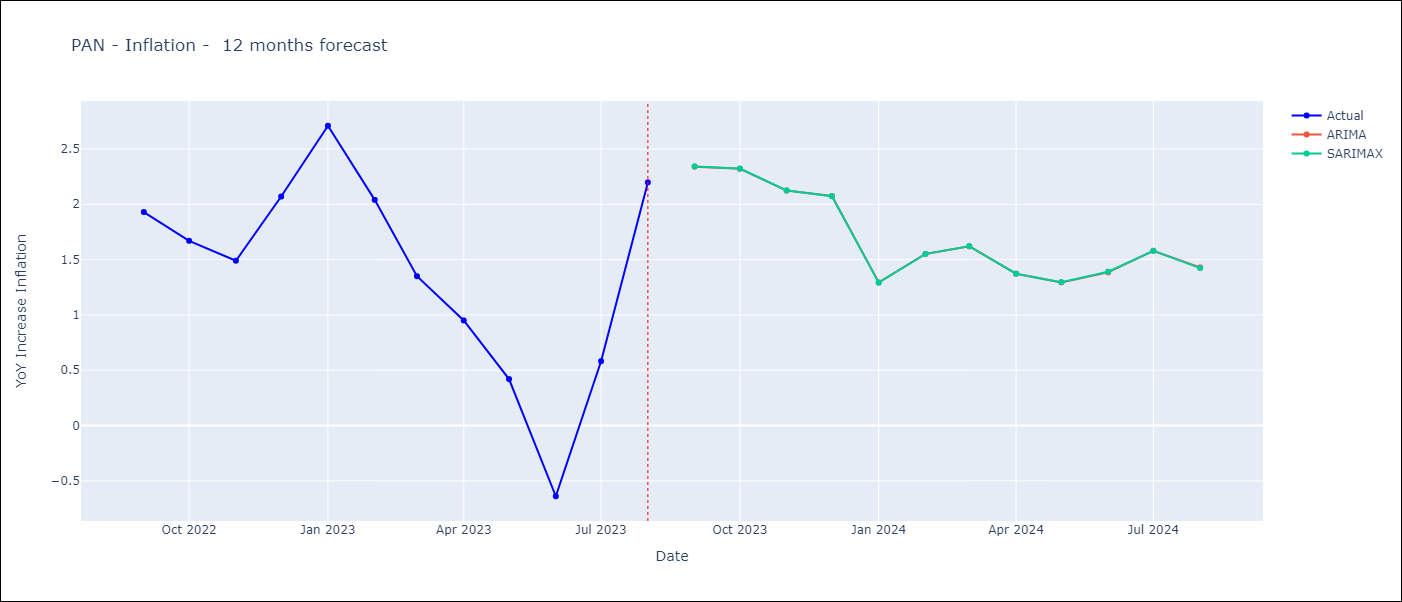 PAN - Inflation -  12 months forecast
Actual
ARIMA
SARIMAX
YoY Increase Inflation
2.5
2
1.5
1
0.5
0
−0.5
Oct 2022 Jan 2023 Apr 2023 Jul 2023 Oct 2023 Jan 2024 Apr 2024 Jul 2024
Date